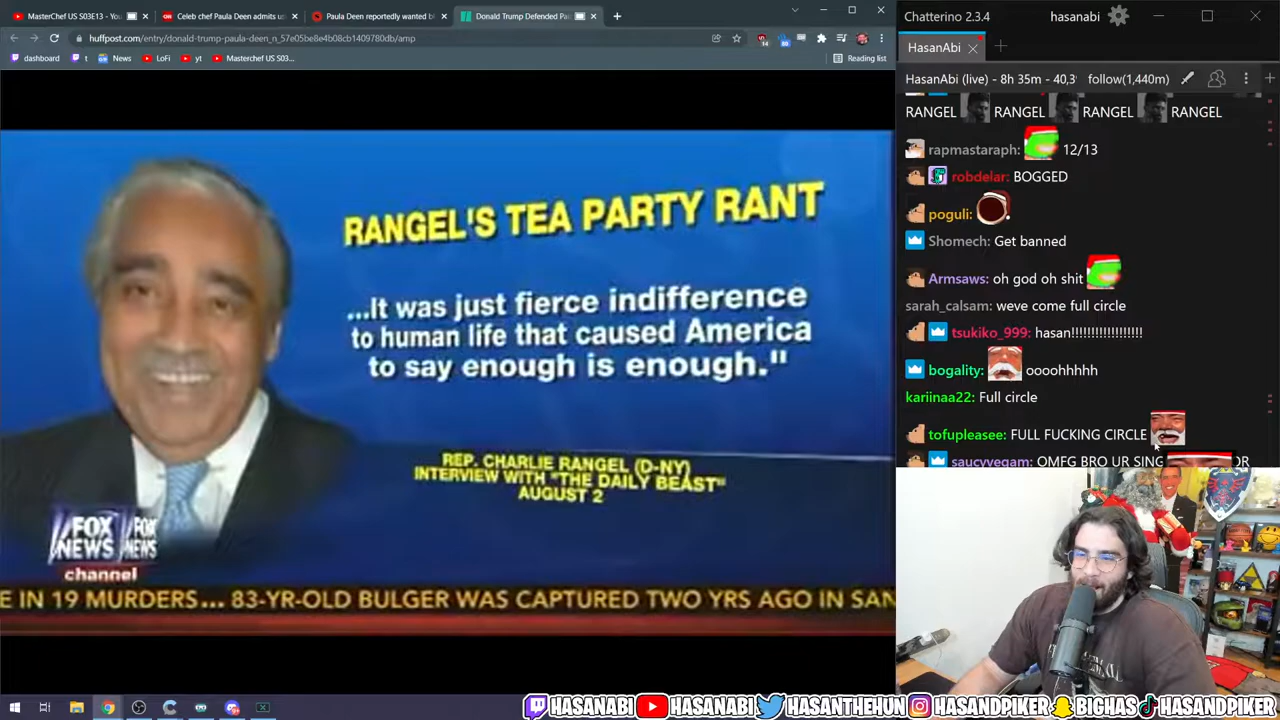 MasterChef US S03E13 - You
Celeb chef Paula Deen admits us
Paula Deen reportedly wanted b
Donald Trump Defended Pa
huffpost.com/entry/donald-trump-paula-deen_n_57e05be8e4b08cb1409780db/amp
dashboard
t
News
LoFi
yt
Masterchef US S03...
Reading list
RANGEL'S TEA PARTY RANT
...It was just fierce indifference
to human life that caused America
to say enough is enough."
REP. CHARLIE RANGEL (D-NY)
INTERVIEW WITH "THE DAILY BEAST"
AUGUST 2
FOX NEWS
FOX NEWS
channel
E IN 19 MURDERS... 83-YR-OLD BULGER WAS CAPTURED TWO YRS AGO IN SAN
Chatterino 2.3.4
hasanabi
HasanAbi
HasanAbi (live) - 8h 35m - 40,3
follow(1,440m)
RANGEL RANGEL RANGEL RANGEL
rapmastaraph: 12/13
robdelar: BOGGED
poguli:
Shomech: Get banned
Armsaws: oh god oh shit
sarah_calsam: weve come full circle
tsukiko_999: hasan!!!!!!!!!!!!!!!!!
bogality: oooohhhhh
kariinaa22: Full circle
tofupleasee: FULL FUCKING CIRCLE
saucyvegam: OMFG BRO UR SING OR
HASANABI
HASANABI
HASANTHEHUN
HASANDPIKER
BIGHAS
HASANDPIKER